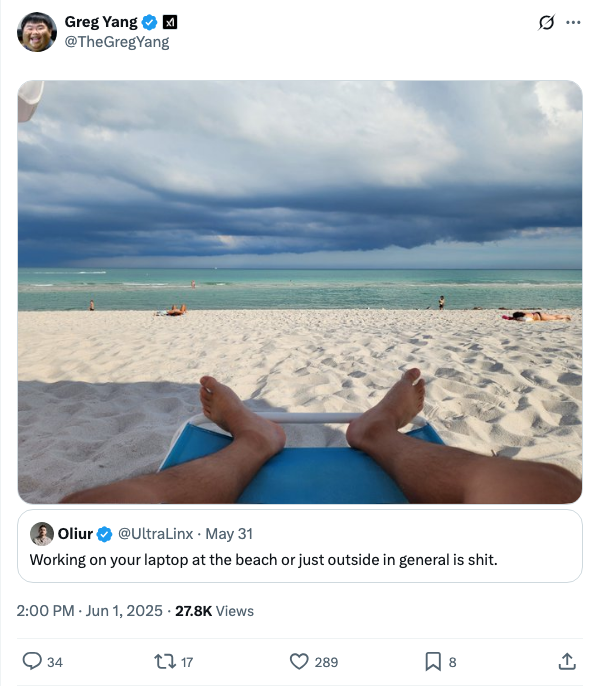 Greg Yang
@TheGregYang
Oliur @UltraLinx · May 31
Working on your laptop at the beach or just outside in general is shit.
2:00 PM · Jun 1, 2025 · 27.8K Views
34 17 289 8